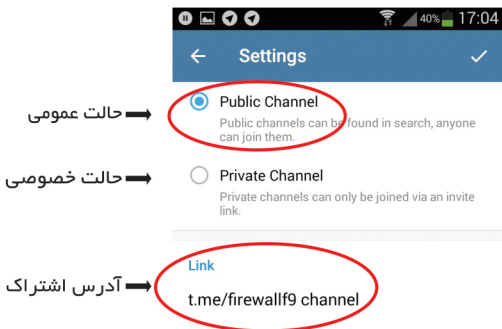 40% 17:04
Settings
حالت عمومی
Public Channel
Public channels can be found in search, anyone
can join them.
حالت خصوصی
Private Channel
Private channels can only be joined via an invite
link.
Link
آدرس اشتراک
t.me/firewallf9 channel